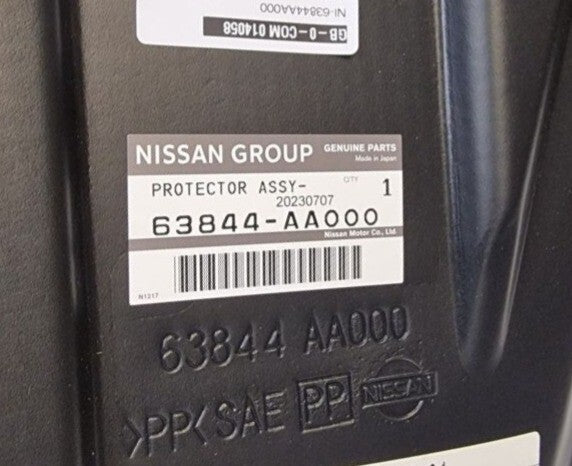 NI-63844AA000
GB-0-COM 014058
NISSAN GROUP GENUINE PARTS
Made in Japan
PROTECTOR ASSY- QTY 1
20230707
63844-AA000
Nissan Motor Co., Ltd.
N1217
63844 AA000
>PP< SAE PP NISSAN